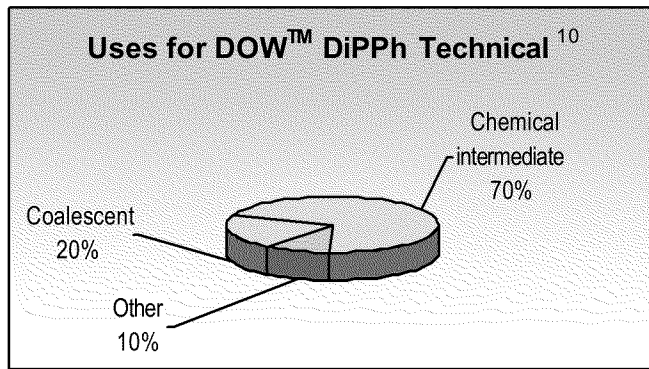 Uses for DOW™ DiPPh Technical 10
Chemical
intermediate
70%
Coalescent
20%
Other
10%